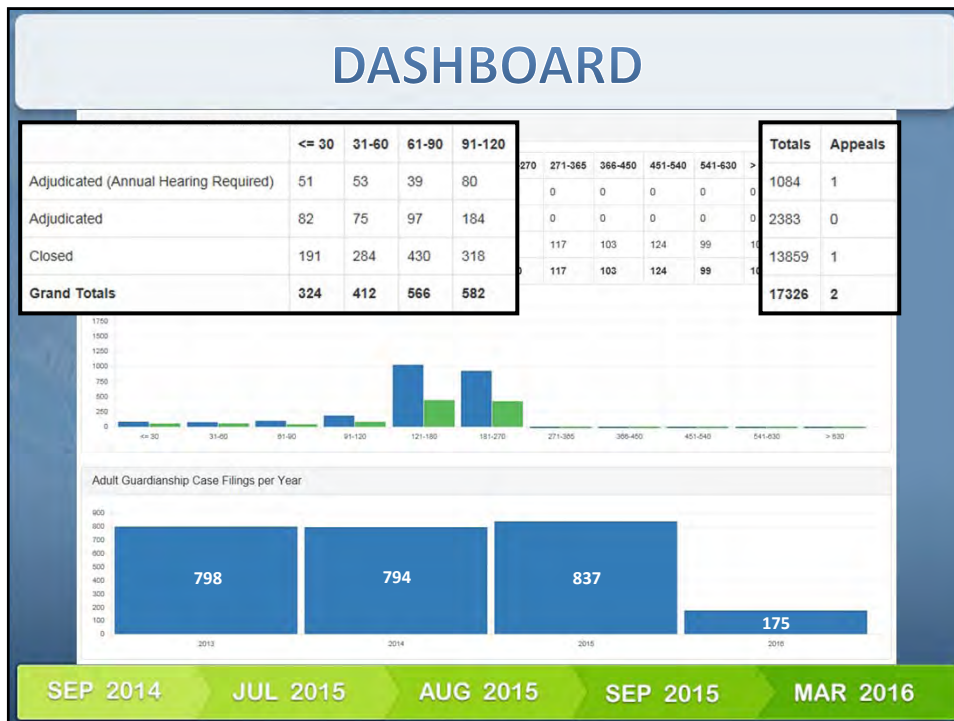 DASHBOARD
<= 30 31-60 61-90 91-120 271-365 366-450 451-540 541-630 > Totals Appeals
Adjudicated (Annual Hearing Required) 51 53 39 80 0 0 0 0 0 1084 1
Adjudicated 82 75 97 184 0 0 0 0 0 2383 0
Closed 191 284 430 318 117 103 124 99 13859 1
Grand Totals 324 412 566 582 117 103 124 99 17326 2
1750
1500
1250
1000
750
500
250
0
<= 30 31-60 61-90 91-120 121-180 181-270 271-365 366-450 451-540 541-630 > 630
Adult Guardianship Case Filings per Year
900
800
700
600
500
400
300
200
100
0
798 794 837 175
2013 2014 2015 2016
SEP 2014 JUL 2015 AUG 2015 SEP 2015 MAR 2016